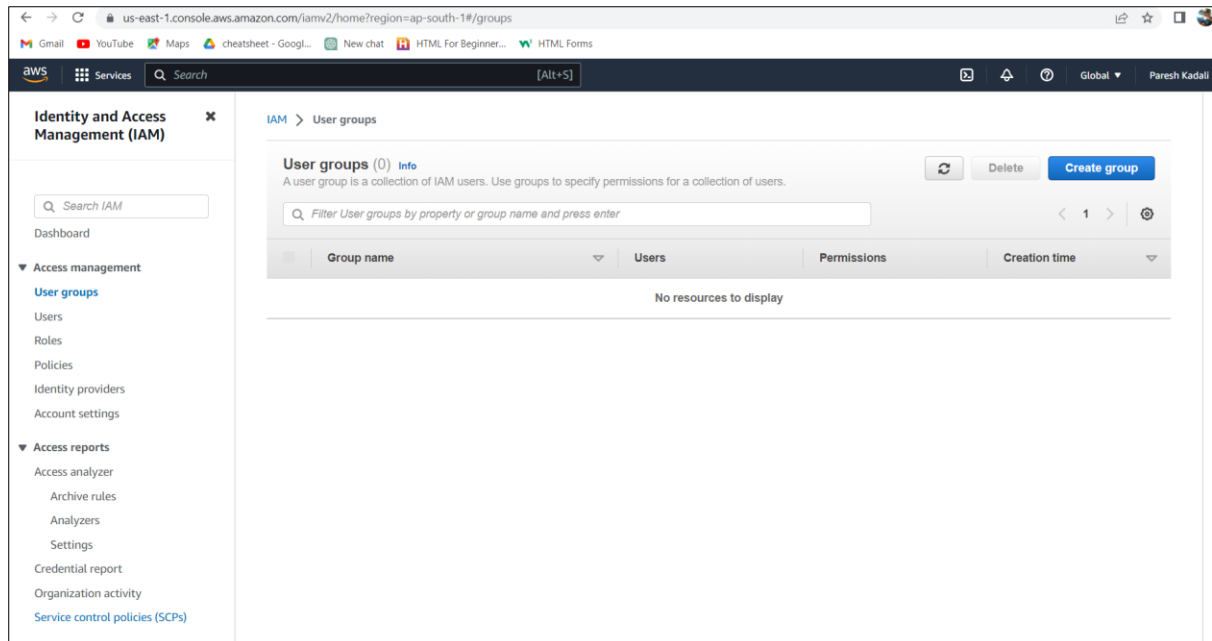 us-east-1.console.aws.amazon.com/iamv2/home?region=ap-south-1#/groups
Gmail YouTube Maps cheatsheet - Googl... New chat HTML For Beginner... HTML Forms
aws Services Search [Alt+S] Global Paresh Kadali
Identity and Access
Management (IAM)
Search IAM
Dashboard
Access management
User groups
Users
Roles
Policies
Identity providers
Account settings
Access reports
Access analyzer
Archive rules
Analyzers
Settings
Credential report
Organization activity
Service control policies (SCPs)
IAM > User groups
User groups (0) Info
A user group is a collection of IAM users. Use groups to specify permissions for a collection of users.
Delete Create group
Filter User groups by property or group name and press enter
1
Group name Users Permissions Creation time
No resources to display